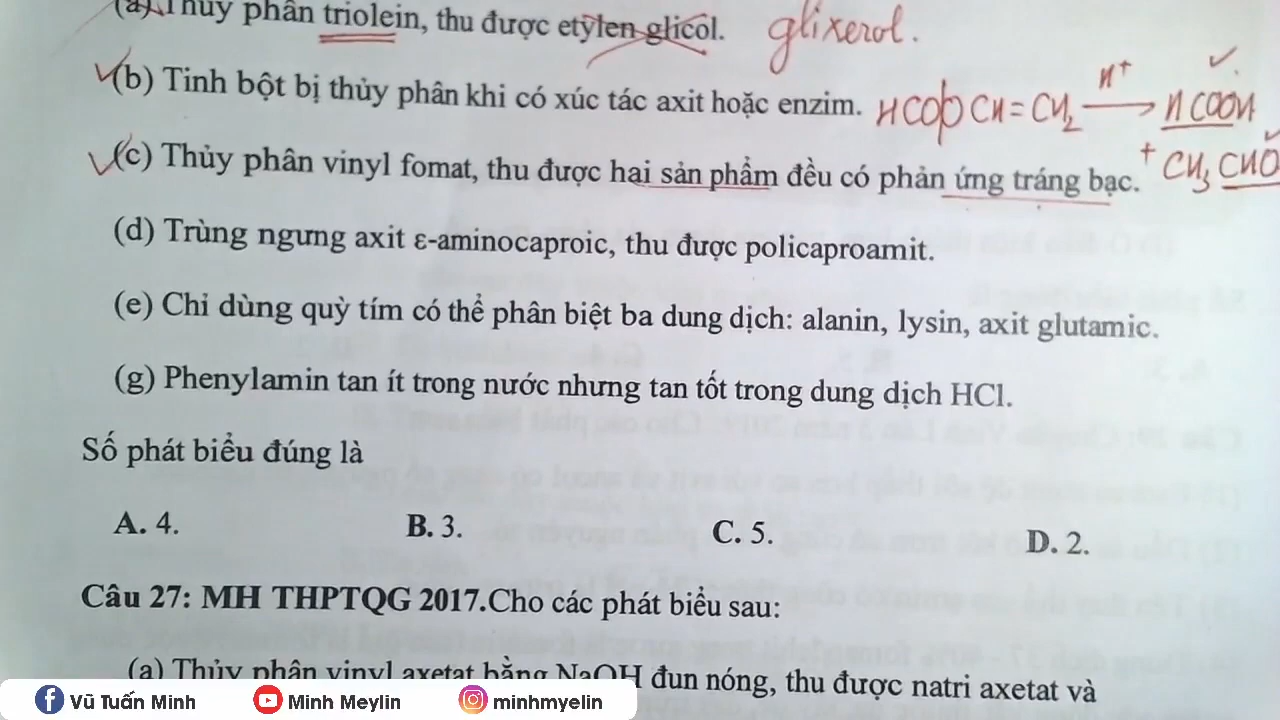 (a) Thủy phân triolein, thu được etylen glicol. glixerol.
(b) Tinh bột bị thủy phân khi có xúc tác axit hoặc enzim. HCOO CH=CH2 H+ → HCOOH
(c) Thủy phân vinyl fomat, thu được hai sản phẩm đều có phản ứng tráng bạc. + CH3 CHO
(d) Trùng ngưng axit ε-aminocaproic, thu được policaproamit.
(e) Chỉ dùng quỳ tím có thể phân biệt ba dung dịch: alanin, lysin, axit glutamic.
(g) Phenylamin tan ít trong nước nhưng tan tốt trong dung dịch HCl.
Số phát biểu đúng là
A. 4. B. 3. C. 5. D. 2.
Câu 27: MH THPTQG 2017.Cho các phát biểu sau:
(a) Thủy phân vinyl axetat bằng NaOH đun nóng, thu được natri axetat và
Vũ Tuấn Minh Minh Meylin minhmyelin